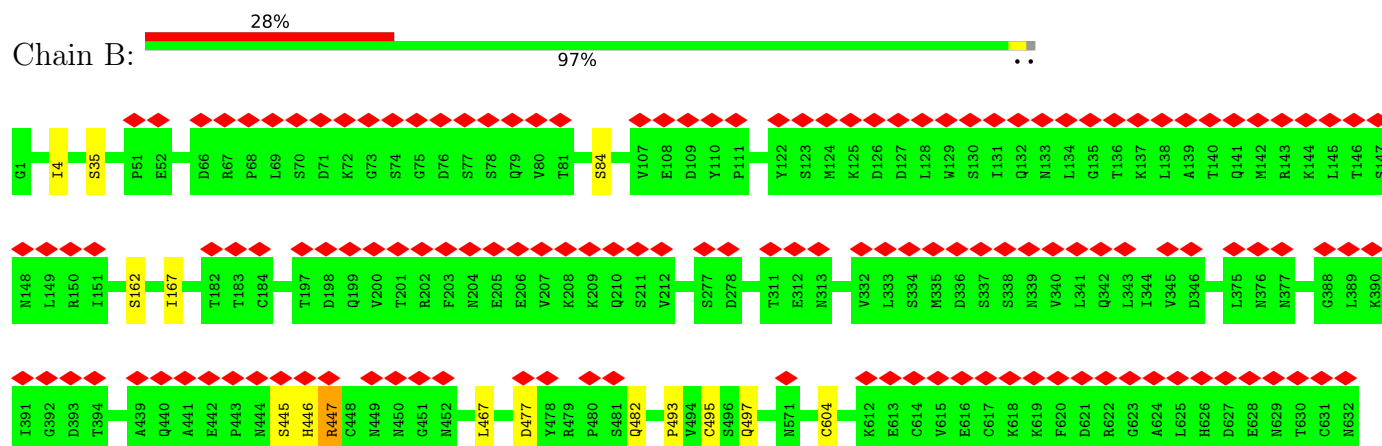 28%
Chain B:
97%
• •
G1 I4 S35 P51 E52 D66 R67 P68 L69 S70 D71 K72 G73 S74 G75 D76 S77 S78 Q79 V80 T81 S84 V107 E108 D109 Y110 P111 Y122 S123 M124 K125 D126 D127 L128 W129 S130 I131 Q132 N133 L134 G135 T136 K137 L138 A139 T140 Q141 M142 R143 K144 L145 T146 S147
N148 L149 R150 I151 S162 I167 T182 T183 C184 T197 D198 Q199 V200 T201 R202 F203 N204 E205 E206 V207 K208 K209 Q210 S211 V212 S277 D278 T311 E312 N313 V332 L333 S334 M335 D336 S337 S338 N339 V340 L341 Q342 L343 I344 V345 D346 L375 N376 N377 G388 L389 K390
I391 G392 D393 T394 A439 Q440 A441 E442 P443 N444 S445 H446 R447 C448 N449 N450 G451 N452 L467 D477 Y478 R479 P480 S481 Q482 P493 V494 C495 S496 Q497 N571 C604 K612 E613 C614 V615 E616 C617 K618 K619 F620 D621 R622 G623 A624 L625 H626 D627 E628 N629 T630 C631 N632